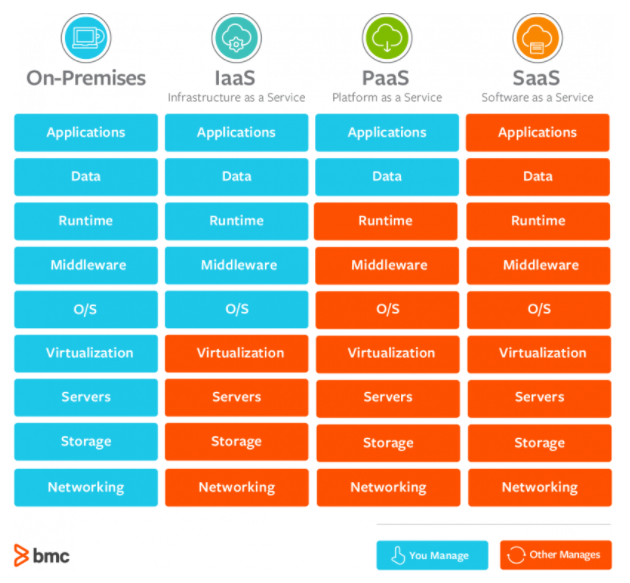 On-Premises IaaS PaaS SaaS
Infrastructure as a Service Platform as a Service Software as a Service
Applications Applications Applications Applications
Data Data Data Data
Runtime Runtime Runtime Runtime
Middleware Middleware Middleware Middleware
O/S O/S O/S O/S
Virtualization Virtualization Virtualization Virtualization
Servers Servers Servers Servers
Storage Storage Storage Storage
Networking Networking Networking Networking
bmc You Manage Other Manages